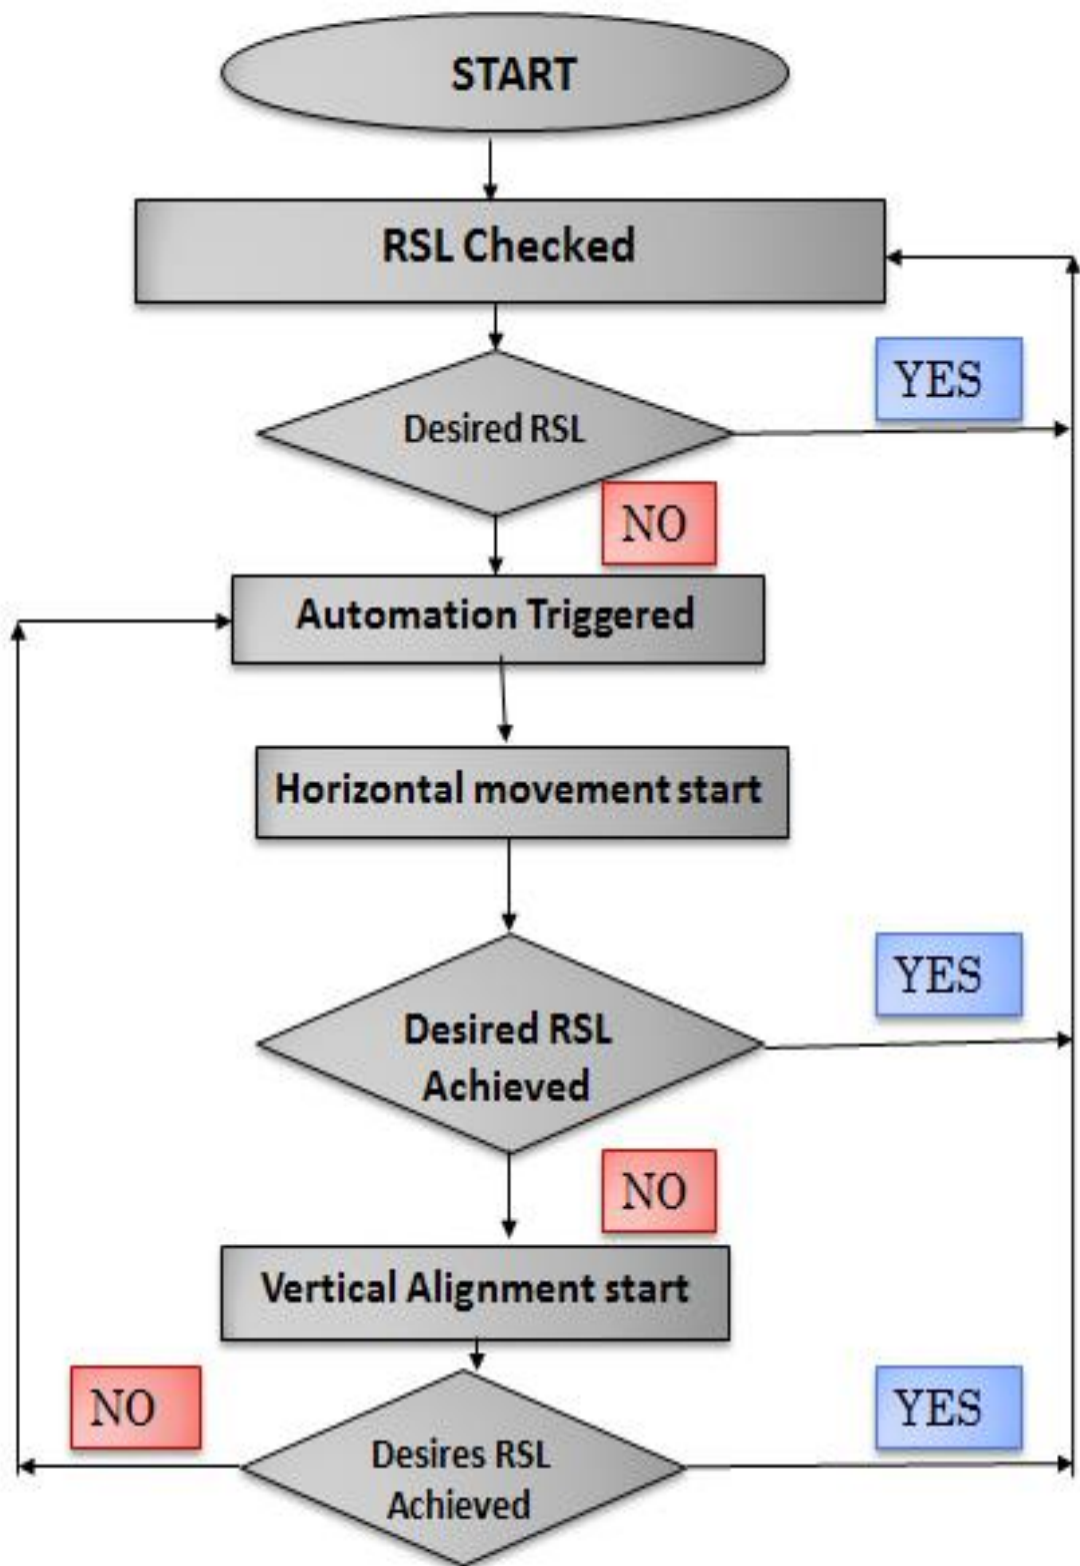 START
RSL Checked
YES
Desired RSL
NO
Automation Triggered
Horizontal movement start
YES
Desired RSL
Achieved
NO
Vertical Alignment start
NO
YES
Desires RSL
Achieved